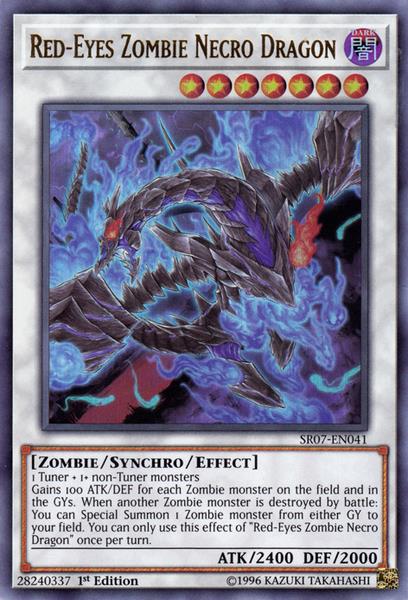 Red-Eyes Zombie Necro Dragon
DARK
闇
SR07-EN041
[Zombie/Synchro/Effect]
1 Tuner + 1+ non-Tuner monsters
Gains 100 ATK/DEF for each Zombie monster on the field and in
the GYs. When another Zombie monster is destroyed by battle:
You can Special Summon 1 Zombie monster from either GY to
your field. You can only use this effect of "Red-Eyes Zombie Necro
Dragon" once per turn.
ATK/2400 DEF/2000
28240337 1st Edition ©1996 KAZUKI TAKAHASHI